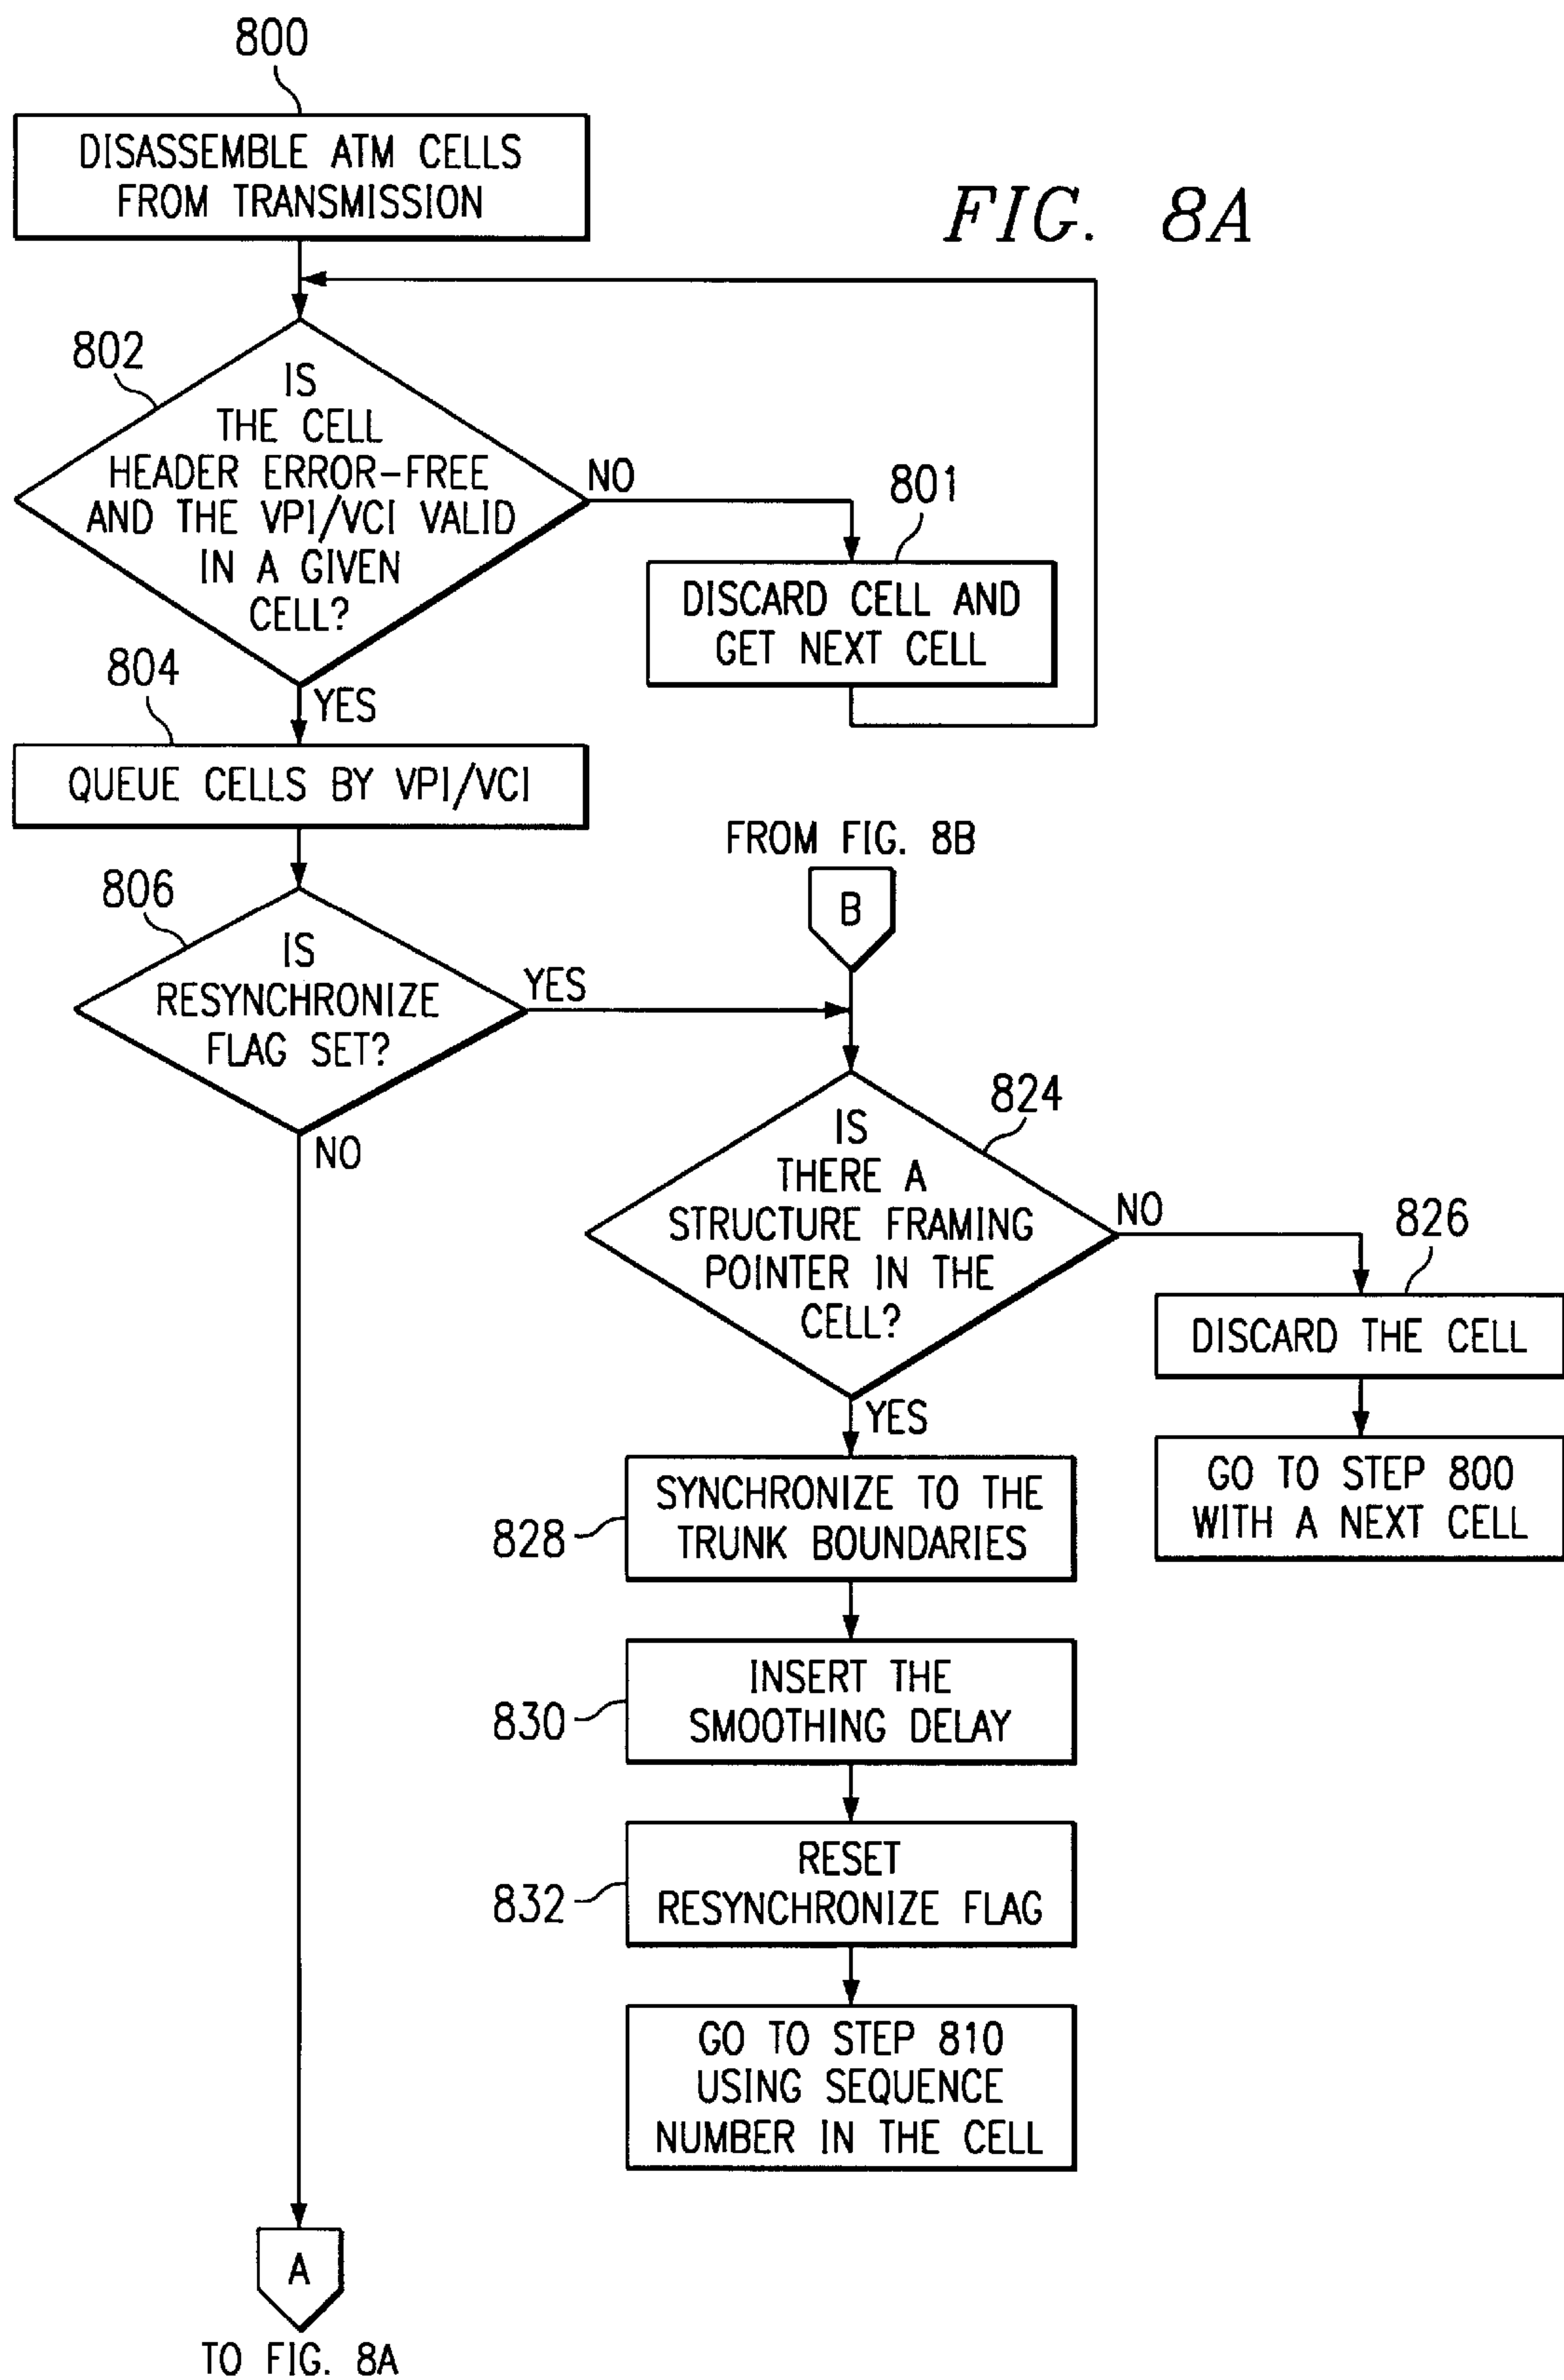 800
DISASSEMBLE ATM CELLS
FROM TRANSMISSION
FIG. 8A
802
IS
THE CELL
HEADER ERROR-FREE
AND THE VPI/VCI VALID
IN A GIVEN
CELL?
NO
801
DISCARD CELL AND
GET NEXT CELL
YES
804
QUEUE CELLS BY VPI/VCI
806
IS
RESYNCHRONIZE
FLAG SET?
YES
NO
FROM FIG. 8B
B
824
IS
THERE A
STRUCTURE FRAMING
POINTER IN THE
CELL?
NO
826
DISCARD THE CELL
GO TO STEP 800
WITH A NEXT CELL
YES
828
SYNCHRONIZE TO THE
TRUNK BOUNDARIES
830
INSERT THE
SMOOTHING DELAY
832
RESET
RESYNCHRONIZE FLAG
GO TO STEP 810
USING SEQUENCE
NUMBER IN THE CELL
A
TO FIG. 8A